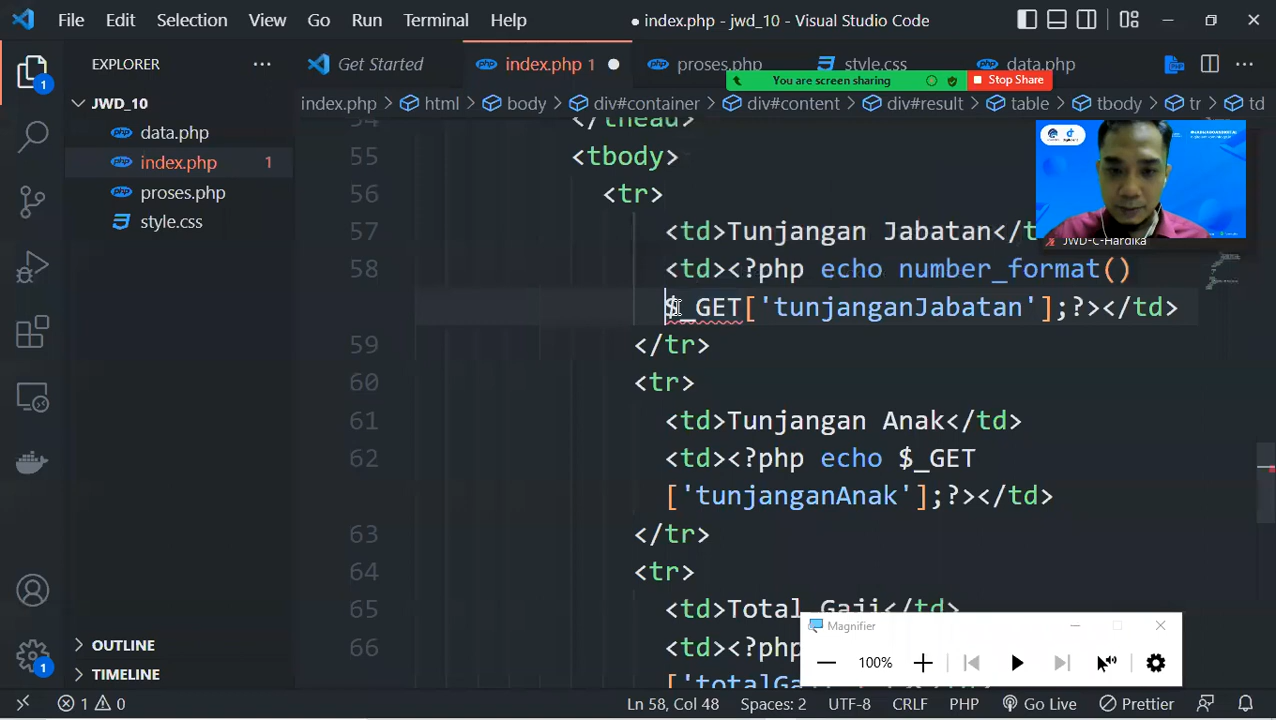 File Edit Selection View Go Run Terminal Help
● index.php - jwd_10 - Visual Studio Code
EXPLORER
Get Started
index.php 1
proses.php
style.css
data.php
You are screen sharing
Stop Share
JWD_10
index.php > html > body > div#container > div#content > div#result > table > tbody > tr > td
data.php
index.php 1
proses.php
style.css
54 </thead>
55 <tbody>
56 <tr>
57 <td>Tunjangan Jabatan</t
58 <td><?php echo number_format()
$_GET['tunjanganJabatan'];?></td>
59 </tr>
60 <tr>
61 <td>Tunjangan Anak</td>
62 <td><?php echo $_GET
['tunjanganAnak'];?></td>
63 </tr>
64 <tr>
65 <td>Total Gaji</td>
66 <td><?php
JWD-C-Hardika
Magnifier
100%
OUTLINE
TIMELINE
1
1
1 0
Ln 58, Col 48
Spaces: 2
UTF-8
CRLF
PHP
Go Live
Prettier